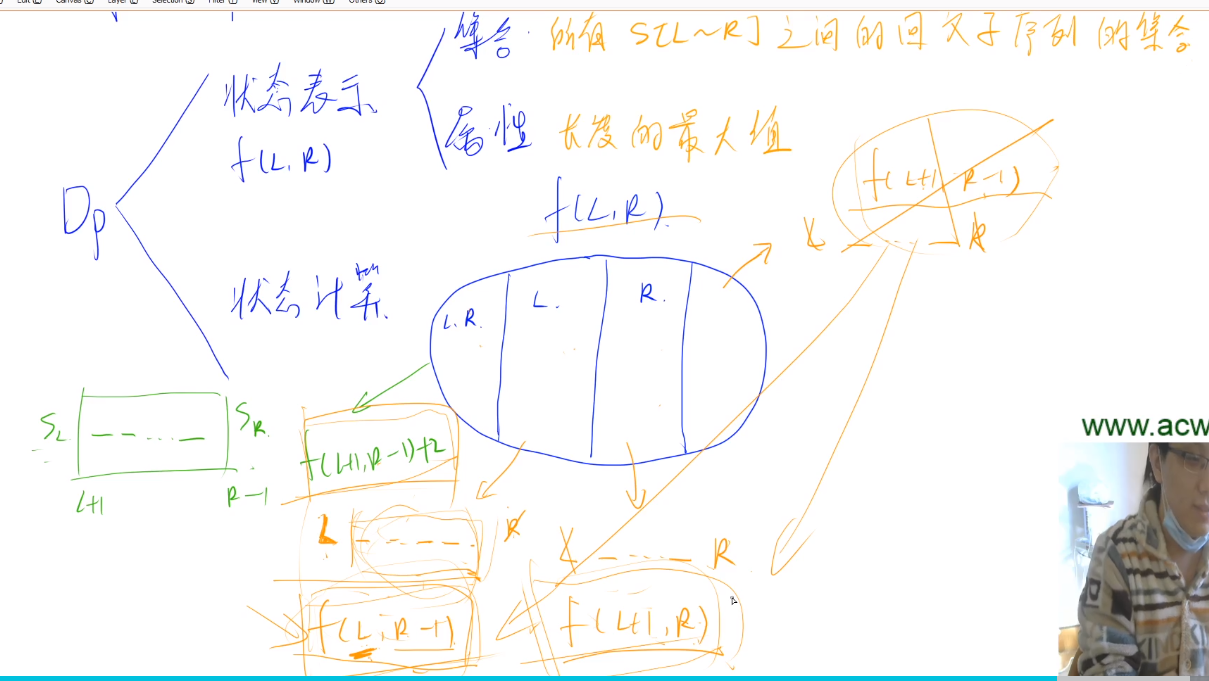 Edit Canvas Layer Selection Filter View Window Others
集合. 所有 S[L~R] 之间的回文子序列的集合
状态表示
属性 长度的最大值
f(L,R)
f(L+1, R-1)
Dp
f(L,R)
L R
状态计算
L.R. L. R.
www.acw
S_L -- ... - S_R
f(L+1,R-1)+2
L+1 R-1
L ----- R
L ----- R
f(L,R-1) f(L+1,R)